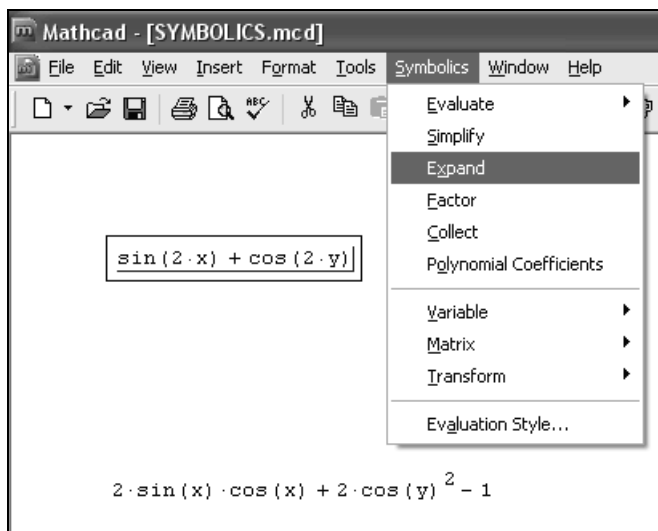 Mathcad - [SYMBOLICS.mcd]
File Edit View Insert Format Tools Symbolics Window Help
ABC
Evaluate
Simplify
Expand
Factor
Collect
Polynomial Coefficients
Variable
Matrix
Transform
Evaluation Style...
sin(2·x) + cos(2·y)
2·sin(x)·cos(x) + 2·cos(y)² - 1